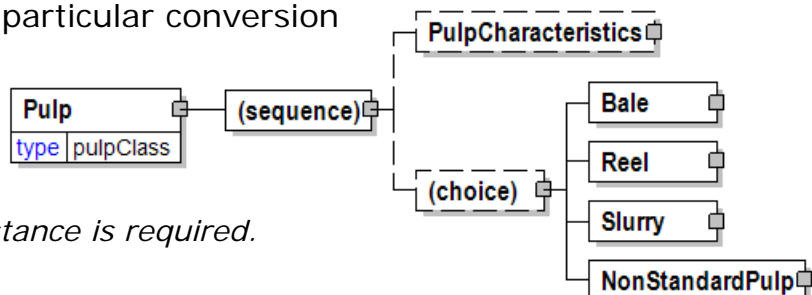 particular conversion
PulpCharacteristics
Pulp
type pulpClass
(sequence)
Bale
Reel
(choice)
Slurry
tance is required.
NonStandardPulp